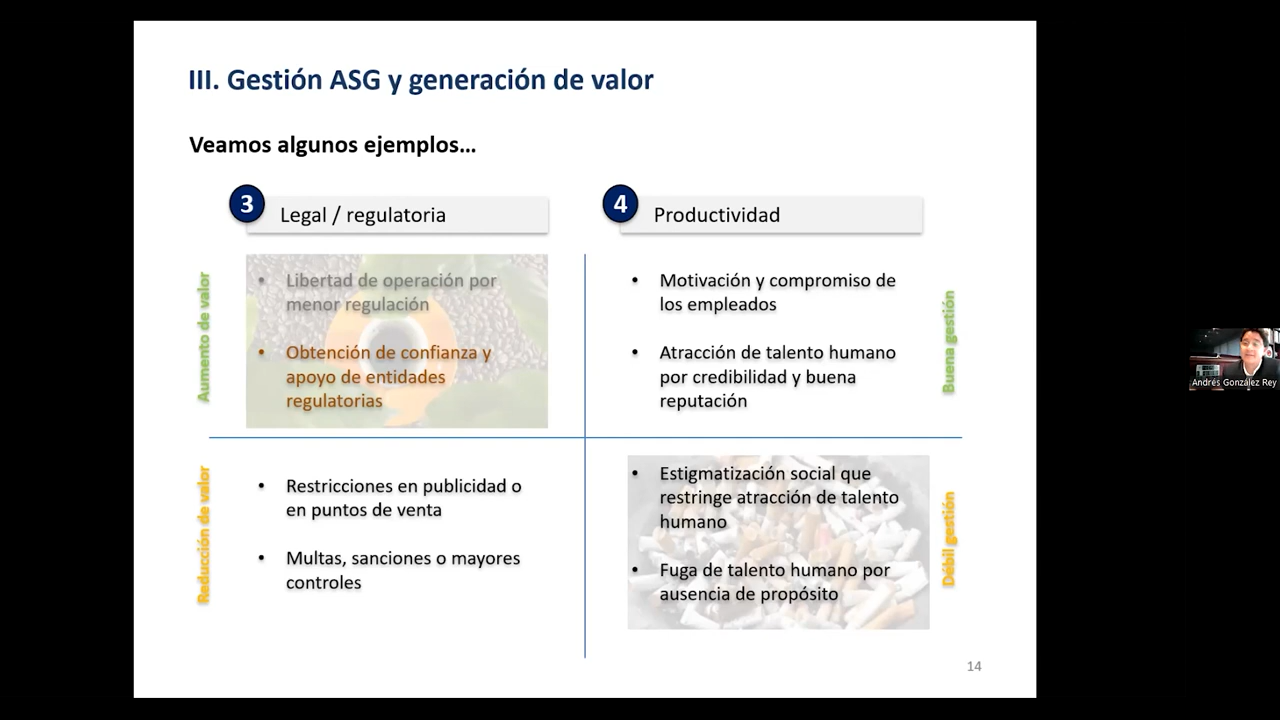 III. Gestión ASG y generación de valor
Veamos algunos ejemplos...
3
Legal / regulatoria
4
Productividad
Aumento de valor
• Libertad de operación por
menor regulación
• Obtención de confianza y
apoyo de entidades
regulatorias
• Motivación y compromiso de
los empleados
• Atracción de talento humano
por credibilidad y buena
reputación
Buena gestión
Reducción de valor
• Restricciones en publicidad o
en puntos de venta
• Multas, sanciones o mayores
controles
• Estigmatización social que
restringe atracción de talento
humano
• Fuga de talento humano por
ausencia de propósito
Débil gestión
14
Andrés González Rey